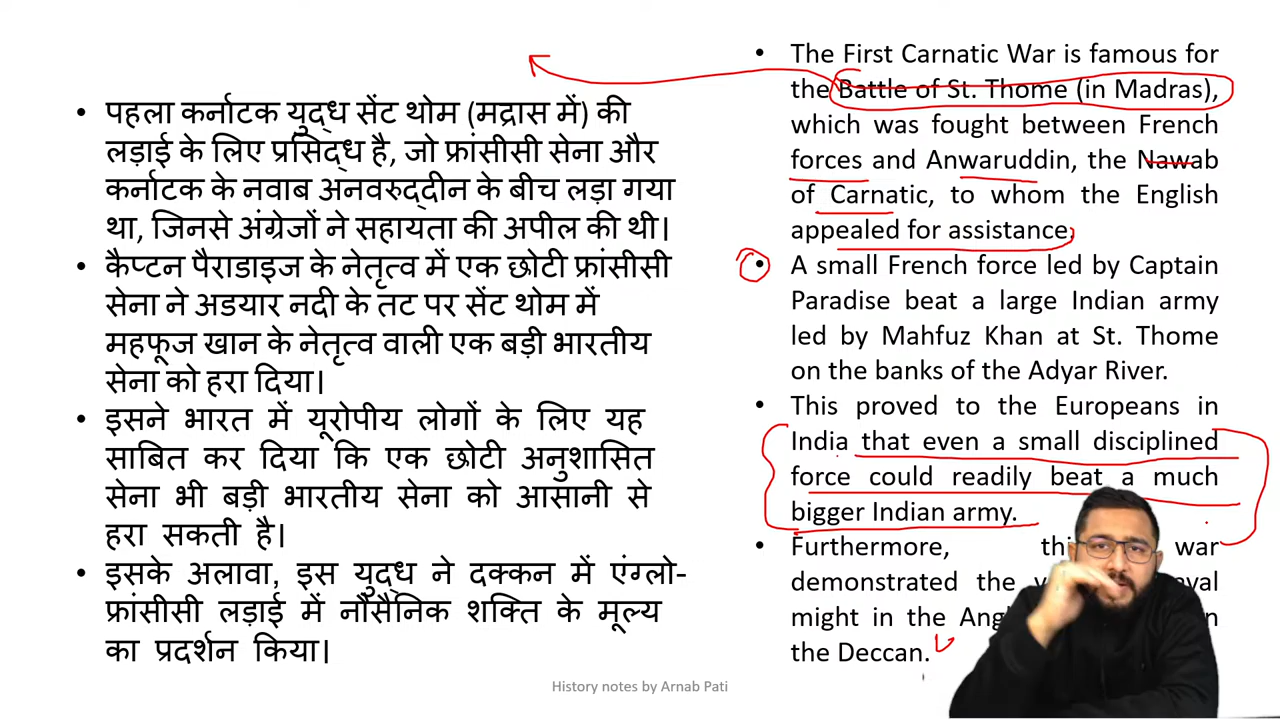 पहला कर्नाटक युद्ध सेंट थोम (मद्रास में) की
लड़ाई के लिए प्रसिद्ध है, जो फ्रांसीसी सेना और
कर्नाटक के नवाब अनवरुद्दीन के बीच लड़ा गया
था, जिनसे अंग्रेजों ने सहायता की अपील की थी।
कैप्टन पैराडाइज के नेतृत्व में एक छोटी फ्रांसीसी
सेना ने अडयार नदी के तट पर सेंट थोम में
महफूज खान के नेतृत्व वाली एक बड़ी भारतीय
सेना को हरा दिया।
इसने भारत में यूरोपीय लोगों के लिए यह
साबित कर दिया कि एक छोटी अनुशासित
सेना भी बड़ी भारतीय सेना को आसानी से
हरा सकती है।
इसके अलावा, इस युद्ध ने दक्कन में एंग्लो-
फ्रांसीसी लड़ाई में नौसैनिक शक्ति के मूल्य
का प्रदर्शन किया।
The First Carnatic War is famous for
the Battle of St. Thome (in Madras),
which was fought between French
forces and Anwaruddin, the Nawab
of Carnatic, to whom the English
appealed for assistance.
A small French force led by Captain
Paradise beat a large Indian army
led by Mahfuz Khan at St. Thome
on the banks of the Adyar River.
This proved to the Europeans in
India that even a small disciplined
force could readily beat a much
bigger Indian army.
Furthermore, war
demonstrated the
might in the
the Deccan.
History notes by Arnab Pati